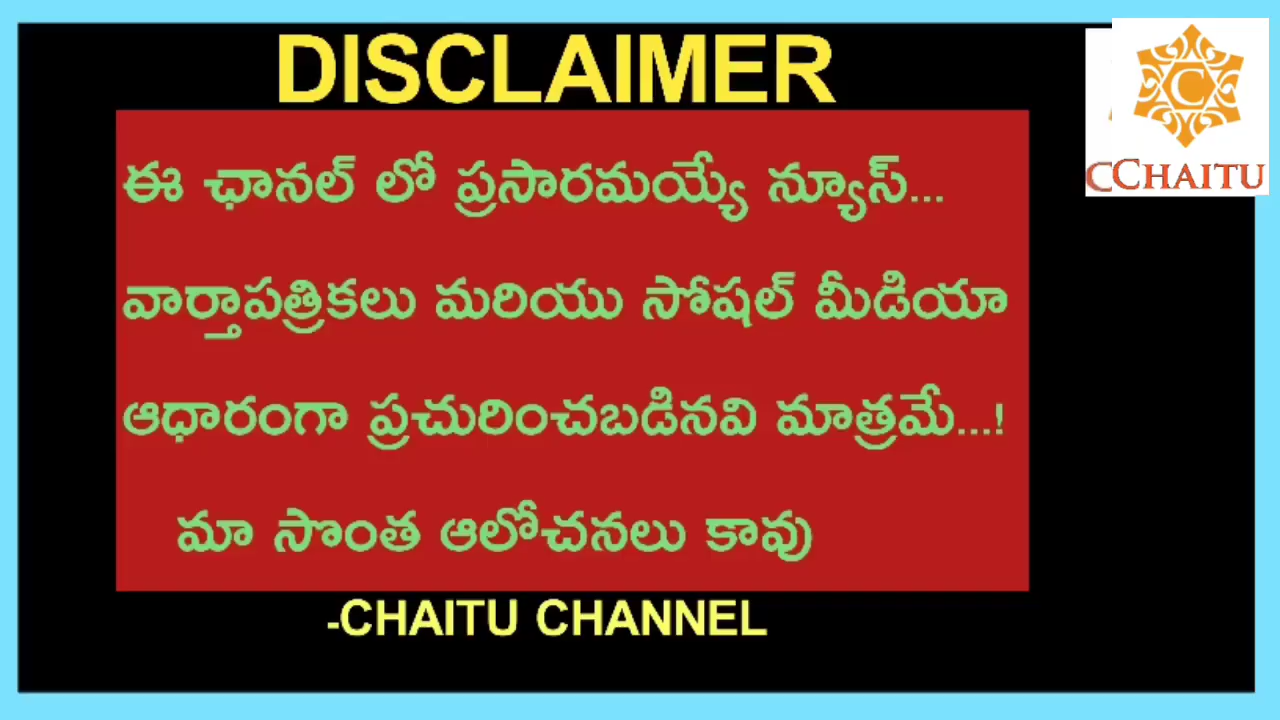 DISCLAIMER
C
CCHAITU
ఈ ఛానల్ లో ప్రసారమయ్యే న్యూస్...
వార్తాపత్రికలు మరియు సోషల్ మీడియా
ఆధారంగా ప్రచురించబడినవి మాత్రమే...!
మా సొంత ఆలోచనలు కావు
-CHAITU CHANNEL